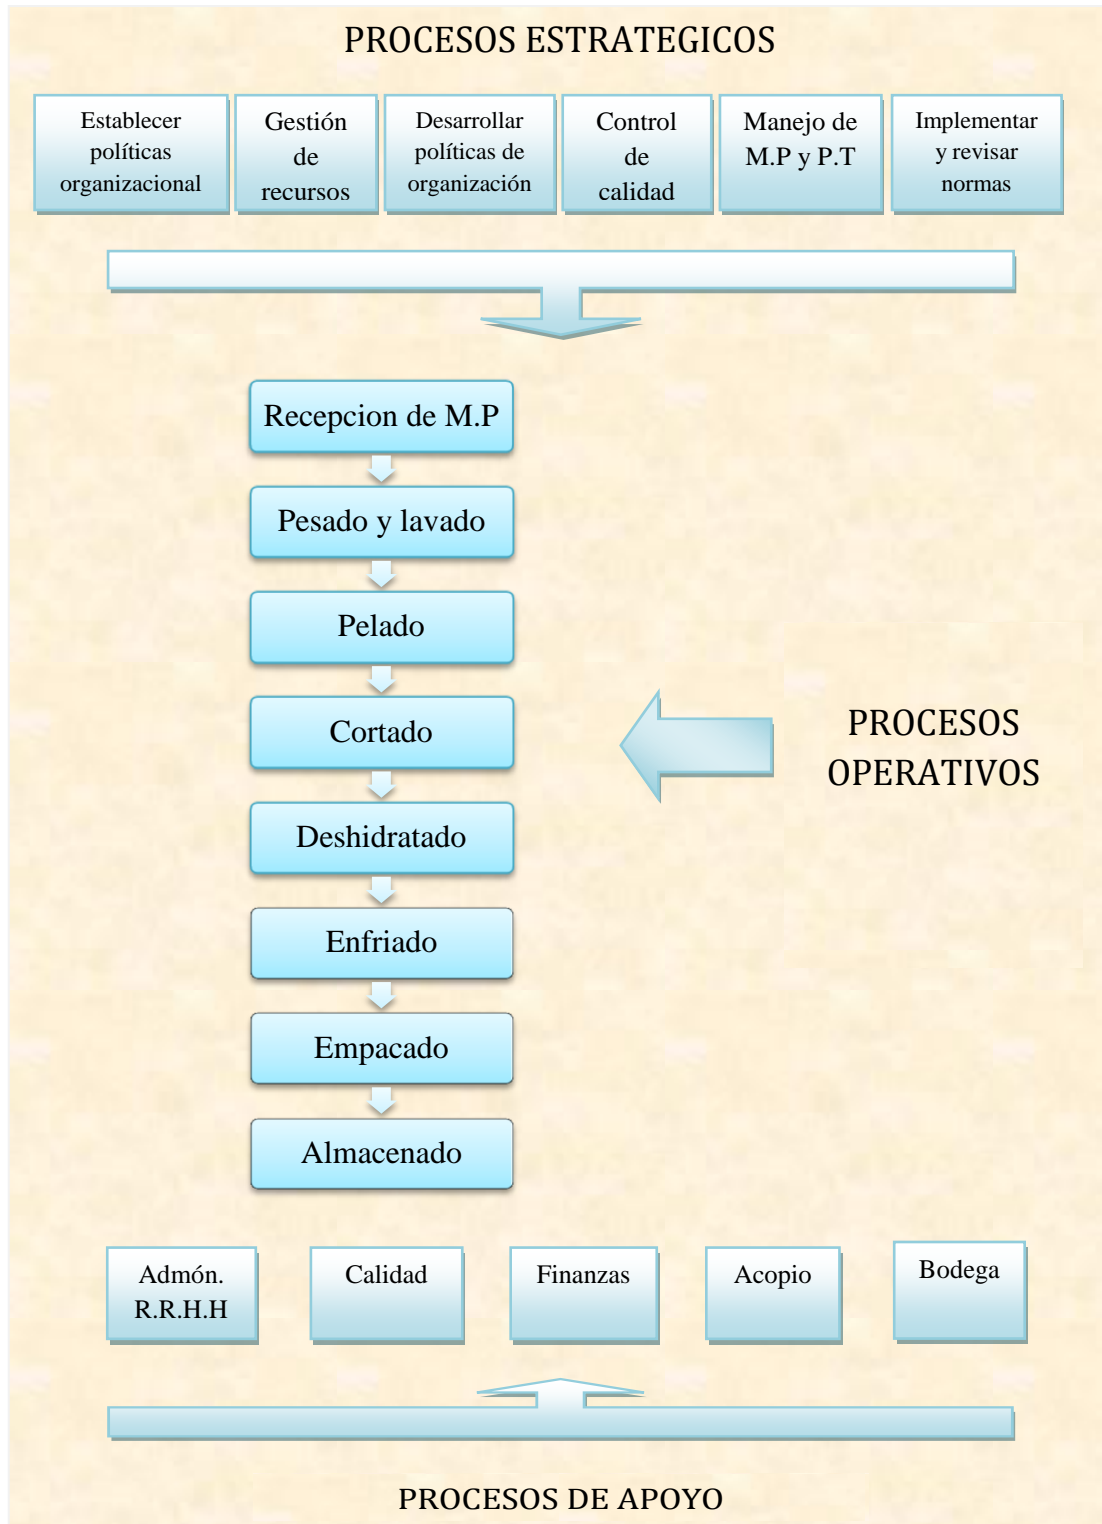 PROCESOS ESTRATEGICOS
Establecer
políticas
organizacional
Gestión
de
recursos
Desarrollar
políticas de
organización
Control
de
calidad
Manejo de
M.P y P.T
Implementar
y revisar
normas
Recepcion de M.P
Pesado y lavado
Pelado
Cortado
Deshidratado
Enfriado
Empacado
Almacenado
PROCESOS
OPERATIVOS
Admón.
R.R.H.H
Calidad
Finanzas
Acopio
Bodega
PROCESOS DE APOYO